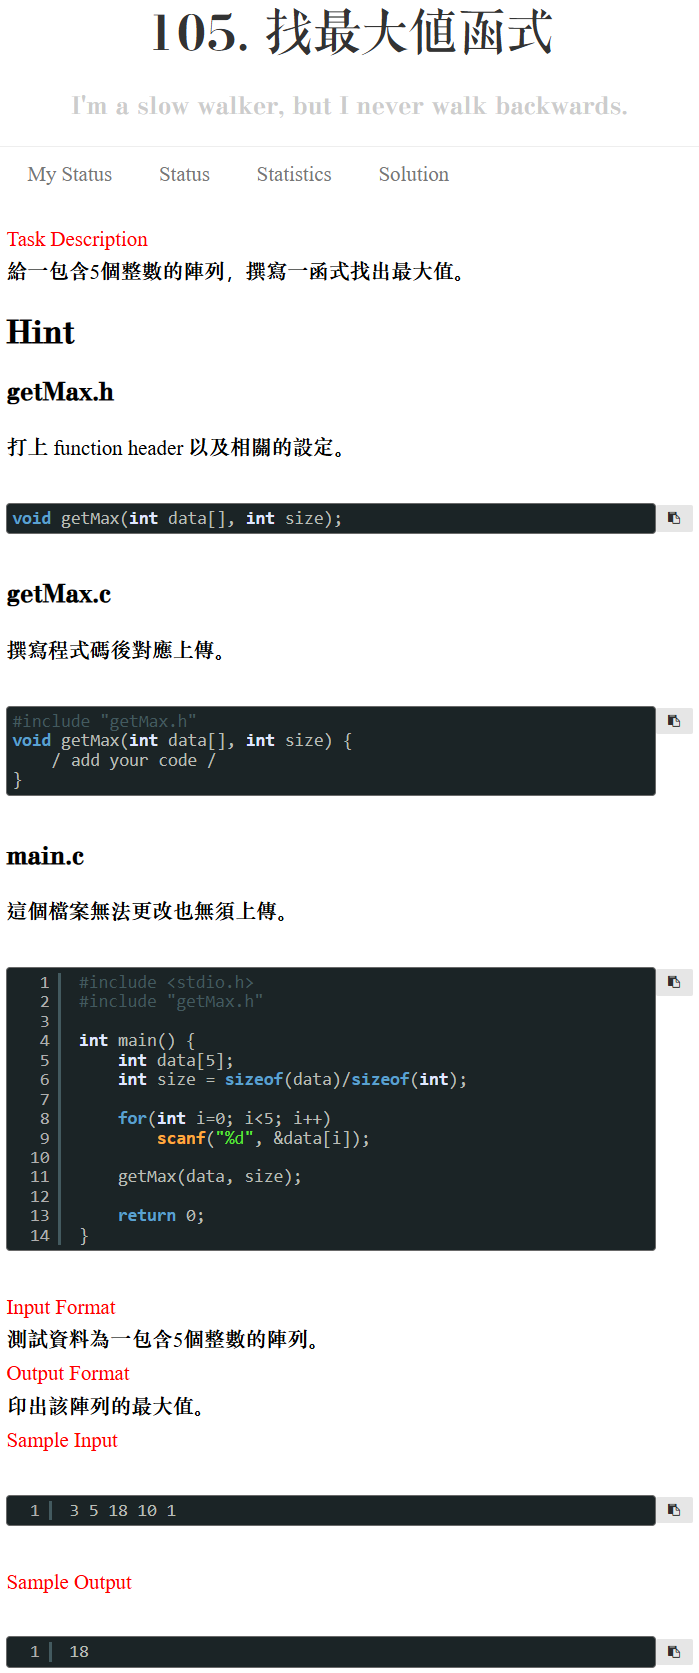 105. 找最大值函式
I'm a slow walker, but I never walk backwards.
My Status Status Statistics Solution
Task Description
給一包含5個整數的陣列，撰寫一函式找出最大值。
Hint
getMax.h
打上 function header 以及相關的設定。
void getMax(int data[], int size);
getMax.c
撰寫程式碼後對應上傳。
#include "getMax.h"
void getMax(int data[], int size) {
    / add your code /
}
main.c
這個檔案無法更改也無須上傳。
1 #include <stdio.h>
2 #include "getMax.h"
3
4 int main() {
5     int data[5];
6     int size = sizeof(data)/sizeof(int);
7
8     for(int i=0; i<5; i++)
9         scanf("%d", &data[i]);
10
11     getMax(data, size);
12
13     return 0;
14 }
Input Format
測試資料為一包含5個整數的陣列。
Output Format
印出該陣列的最大值。
Sample Input
1 3 5 18 10 1
Sample Output
1 18